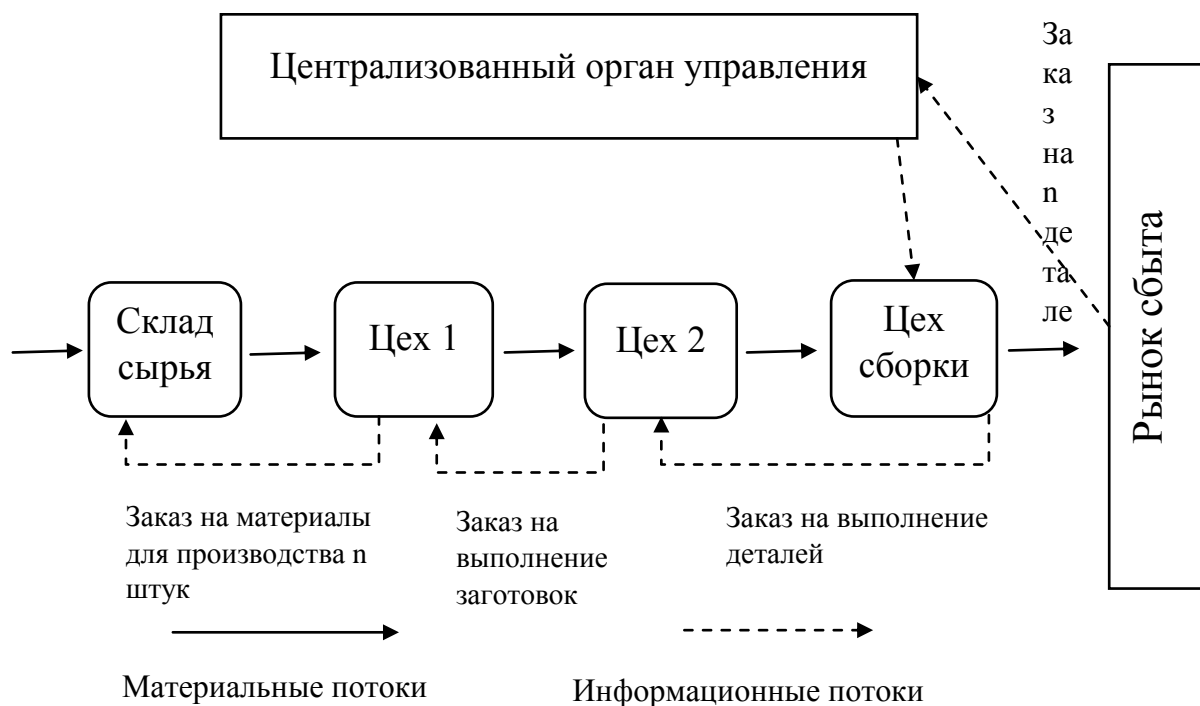 Централизованный орган управления
За
ка
з
на
n
де
та
ле
Рынок сбыта
Склад
сырья
Цех 1
Цех 2
Цех
сборки
Заказ на материалы
для производства n
штук
Заказ на
выполнение
заготовок
Заказ на выполнение
деталей
Материальные потоки
Информационные потоки